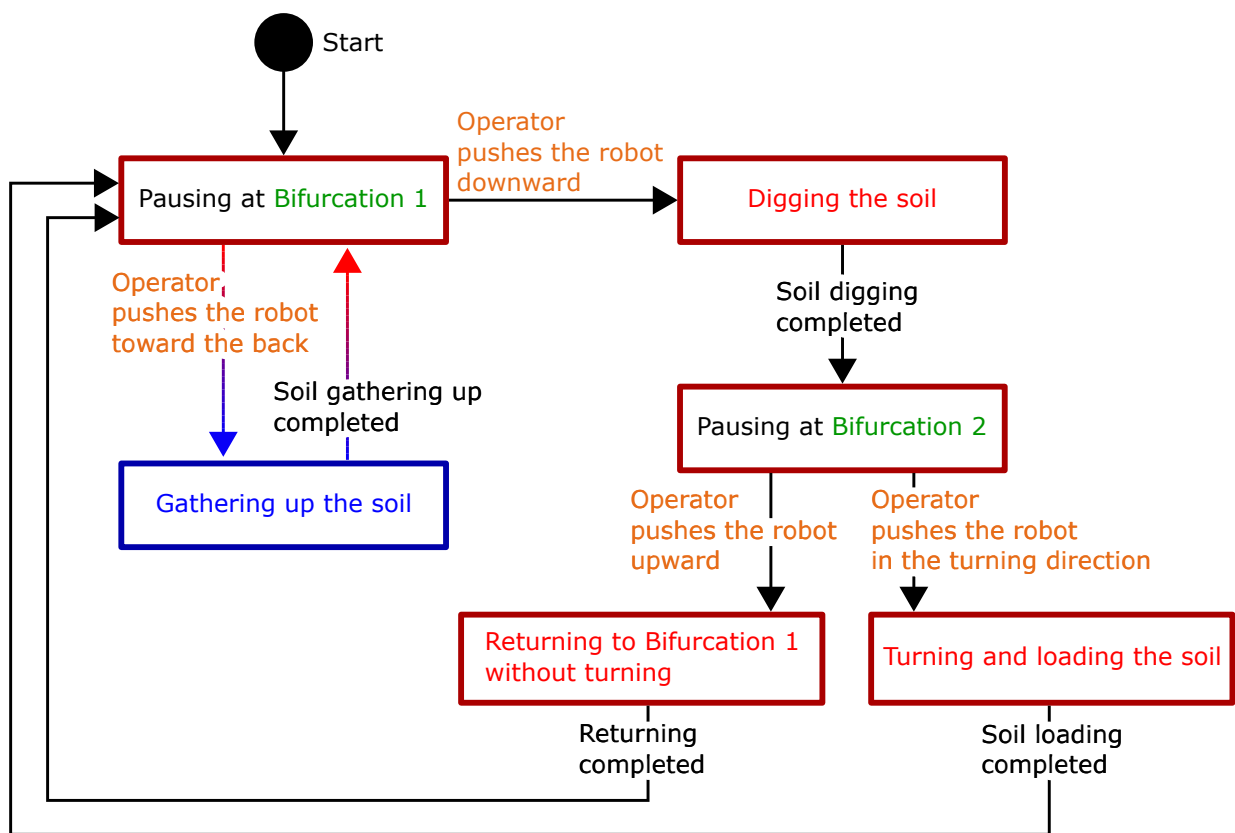 Start
Operator
pushes the robot
downward
Pausing at Bifurcation 1
Digging the soil
Operator
pushes the robot
toward the back
Soil digging
completed
Soil gathering up
completed
Pausing at Bifurcation 2
Gathering up the soil
Operator
pushes the robot
upward
Operator
pushes the robot
in the turning direction
Returning to Bifurcation 1
without turning
Turning and loading the soil
Returning
completed
Soil loading
completed